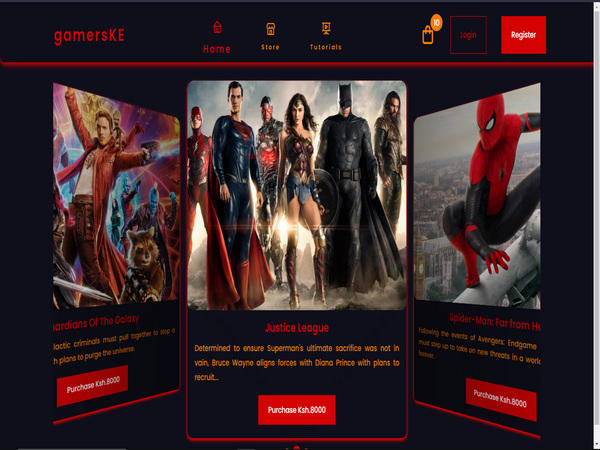 gamersKE
Home
Store
Tutorials
10
Login
Register
ardians Of The Galaxy
lactic criminals must pull together to stop a
h plans to purge the universe.
Purchase Ksh.8000
Justice League
Determined to ensure Superman's ultimate sacrifice was not in
vain, Bruce Wayne aligns forces with Diana Prince with plans to
recruit...
Purchase Ksh.8000
Spider-Man: Far from Ho
Following the events of Avengers: Endgame
must step up to take on new threats in a world
forever.
Purchase Ksh.8000